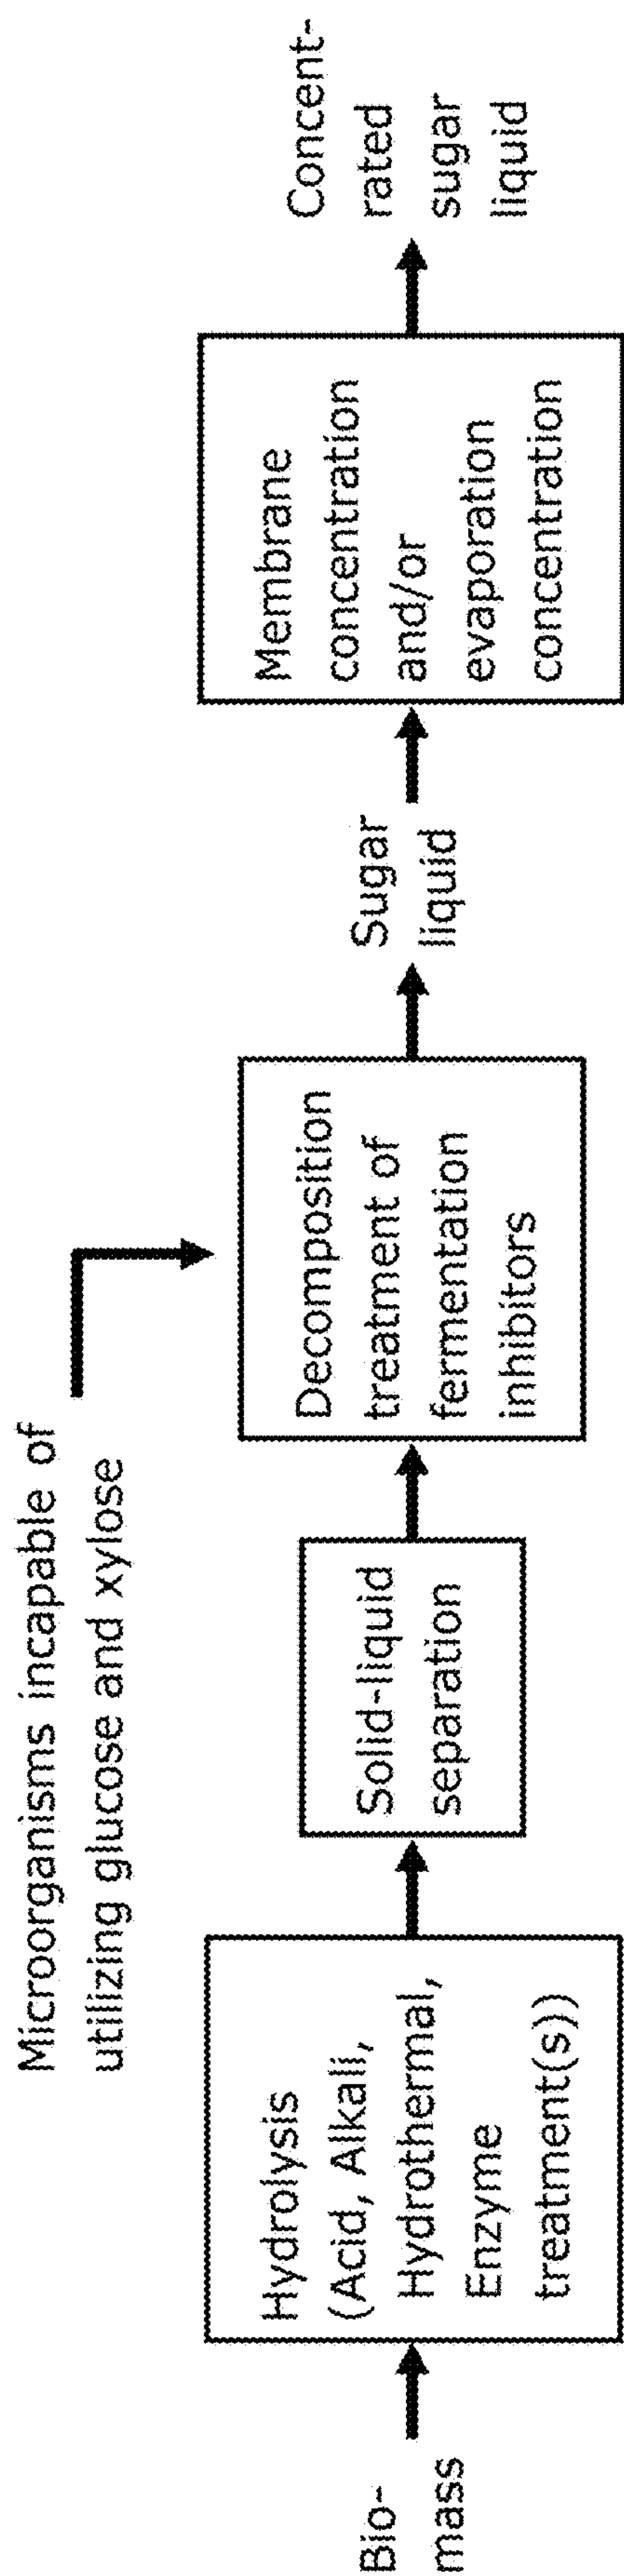 Microorganisms incapable of
utilizing glucose and xylose
Bio-
mass
Hydrolysis
(Acid, Alkali,
Hydrothermal,
Enzyme
treatment(s))
Solid-liquid
separation
Decomposition
treatment of
fermentation
inhibitors
Sugar
liquid
Membrane
concentration
and/or
evaporation
concentration
Concent-
rated
sugar
liquid